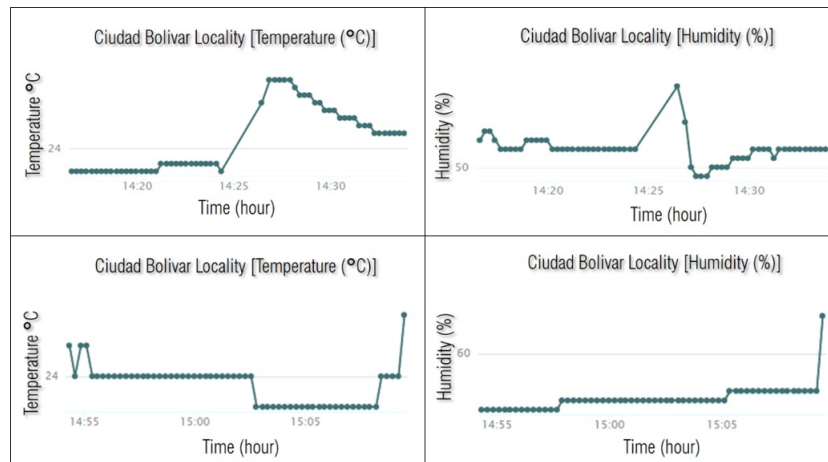 Ciudad Bolivar Locality [Temperature (°C)]
Temperature °C
24
14:20 14:25 14:30
Time (hour)
Ciudad Bolivar Locality [Humidity (%)]
Humidity (%)
50
14:20 14:25 14:30
Time (hour)
Ciudad Bolivar Locality [Temperature (°C)]
Temperature °C
24
14:55 15:00 15:05
Time (hour)
Ciudad Bolivar Locality [Humidity (%)]
Humidity (%)
60
14:55 15:00 15:05
Time (hour)